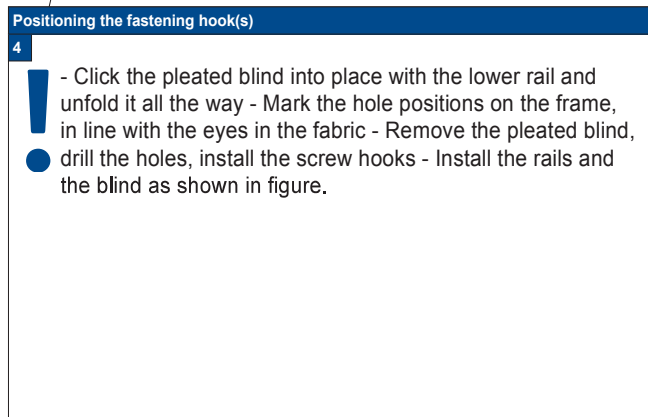 Positioning the fastening hook(s)
4
- Click the pleated blind into place with the lower rail and
unfold it all the way - Mark the hole positions on the frame,
in line with the eyes in the fabric - Remove the pleated blind,
drill the holes, install the screw hooks - Install the rails and
the blind as shown in figure.